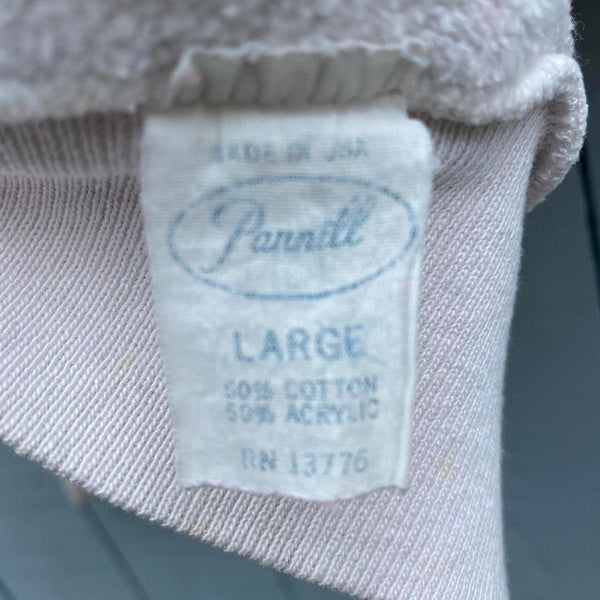 MADE IN USA
Pannill
LARGE
50% COTTON
50% ACRYLIC
RN 13776